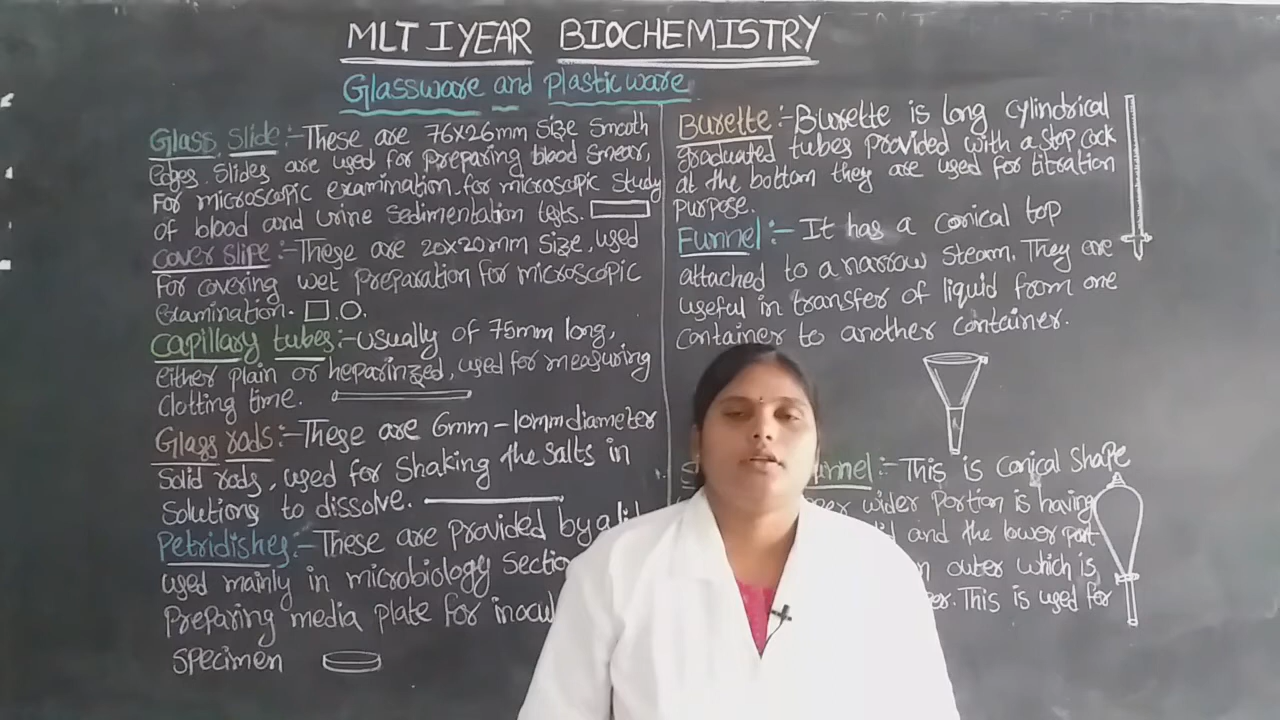 MLT I YEAR BIOCHEMISTRY
Glassware and plasticware
Glass slide:- These are 76x26mm size smooth
Edges. Slides are used for preparing blood smear,
For microscopic examination. for microscopic study
of blood and urine sedimentation tests.
cover slife:- These are 20x20mm size, used
For covering wet preparation for microscopic
examination.
capillary tubes:- usually of 75mm long,
either plain or heparinzed, used for measuring
clotting time.
Glass rods:- These are 6mm-10mm diameter
Solid rods, used for shaking the salts in
Solutions to dissolve.
Petridishes:- These are provided by a lid
used mainly in microbiology section
Preparing media plate for
specimen
Burette:- Burette is long cylindrical
graduated tubes provided with a stop cock
at the bottom they are used for titration
purpose.
Funnel:- It has a conical top
attached to a narrow steam. They are
useful in transfer of liquid from one
container to another container.
:- This is conical shape
wider portion is having
and the lower part
outer which is
This is used for